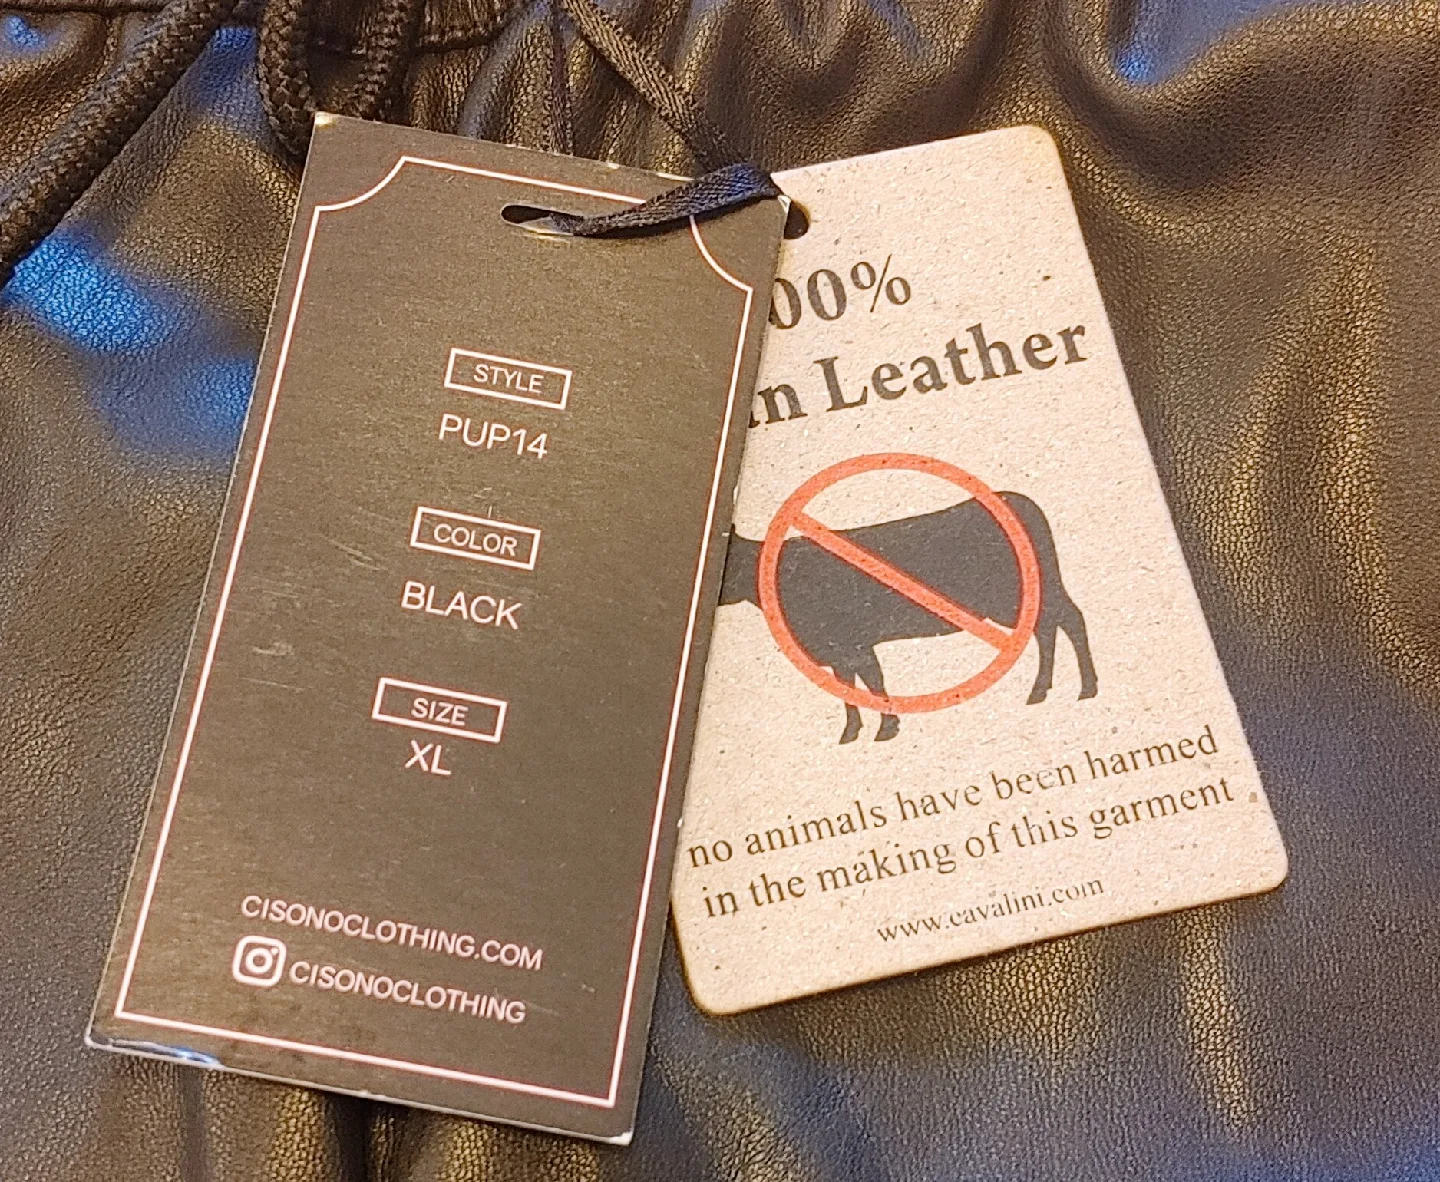 STYLE
PUP14
COLOR
BLACK
SIZE
XL
CISONOCLOTHING.COM
CISONOCLOTHING
00%
n Leather
no animals have been harmed
in the making of this garment
www.cavalini.com